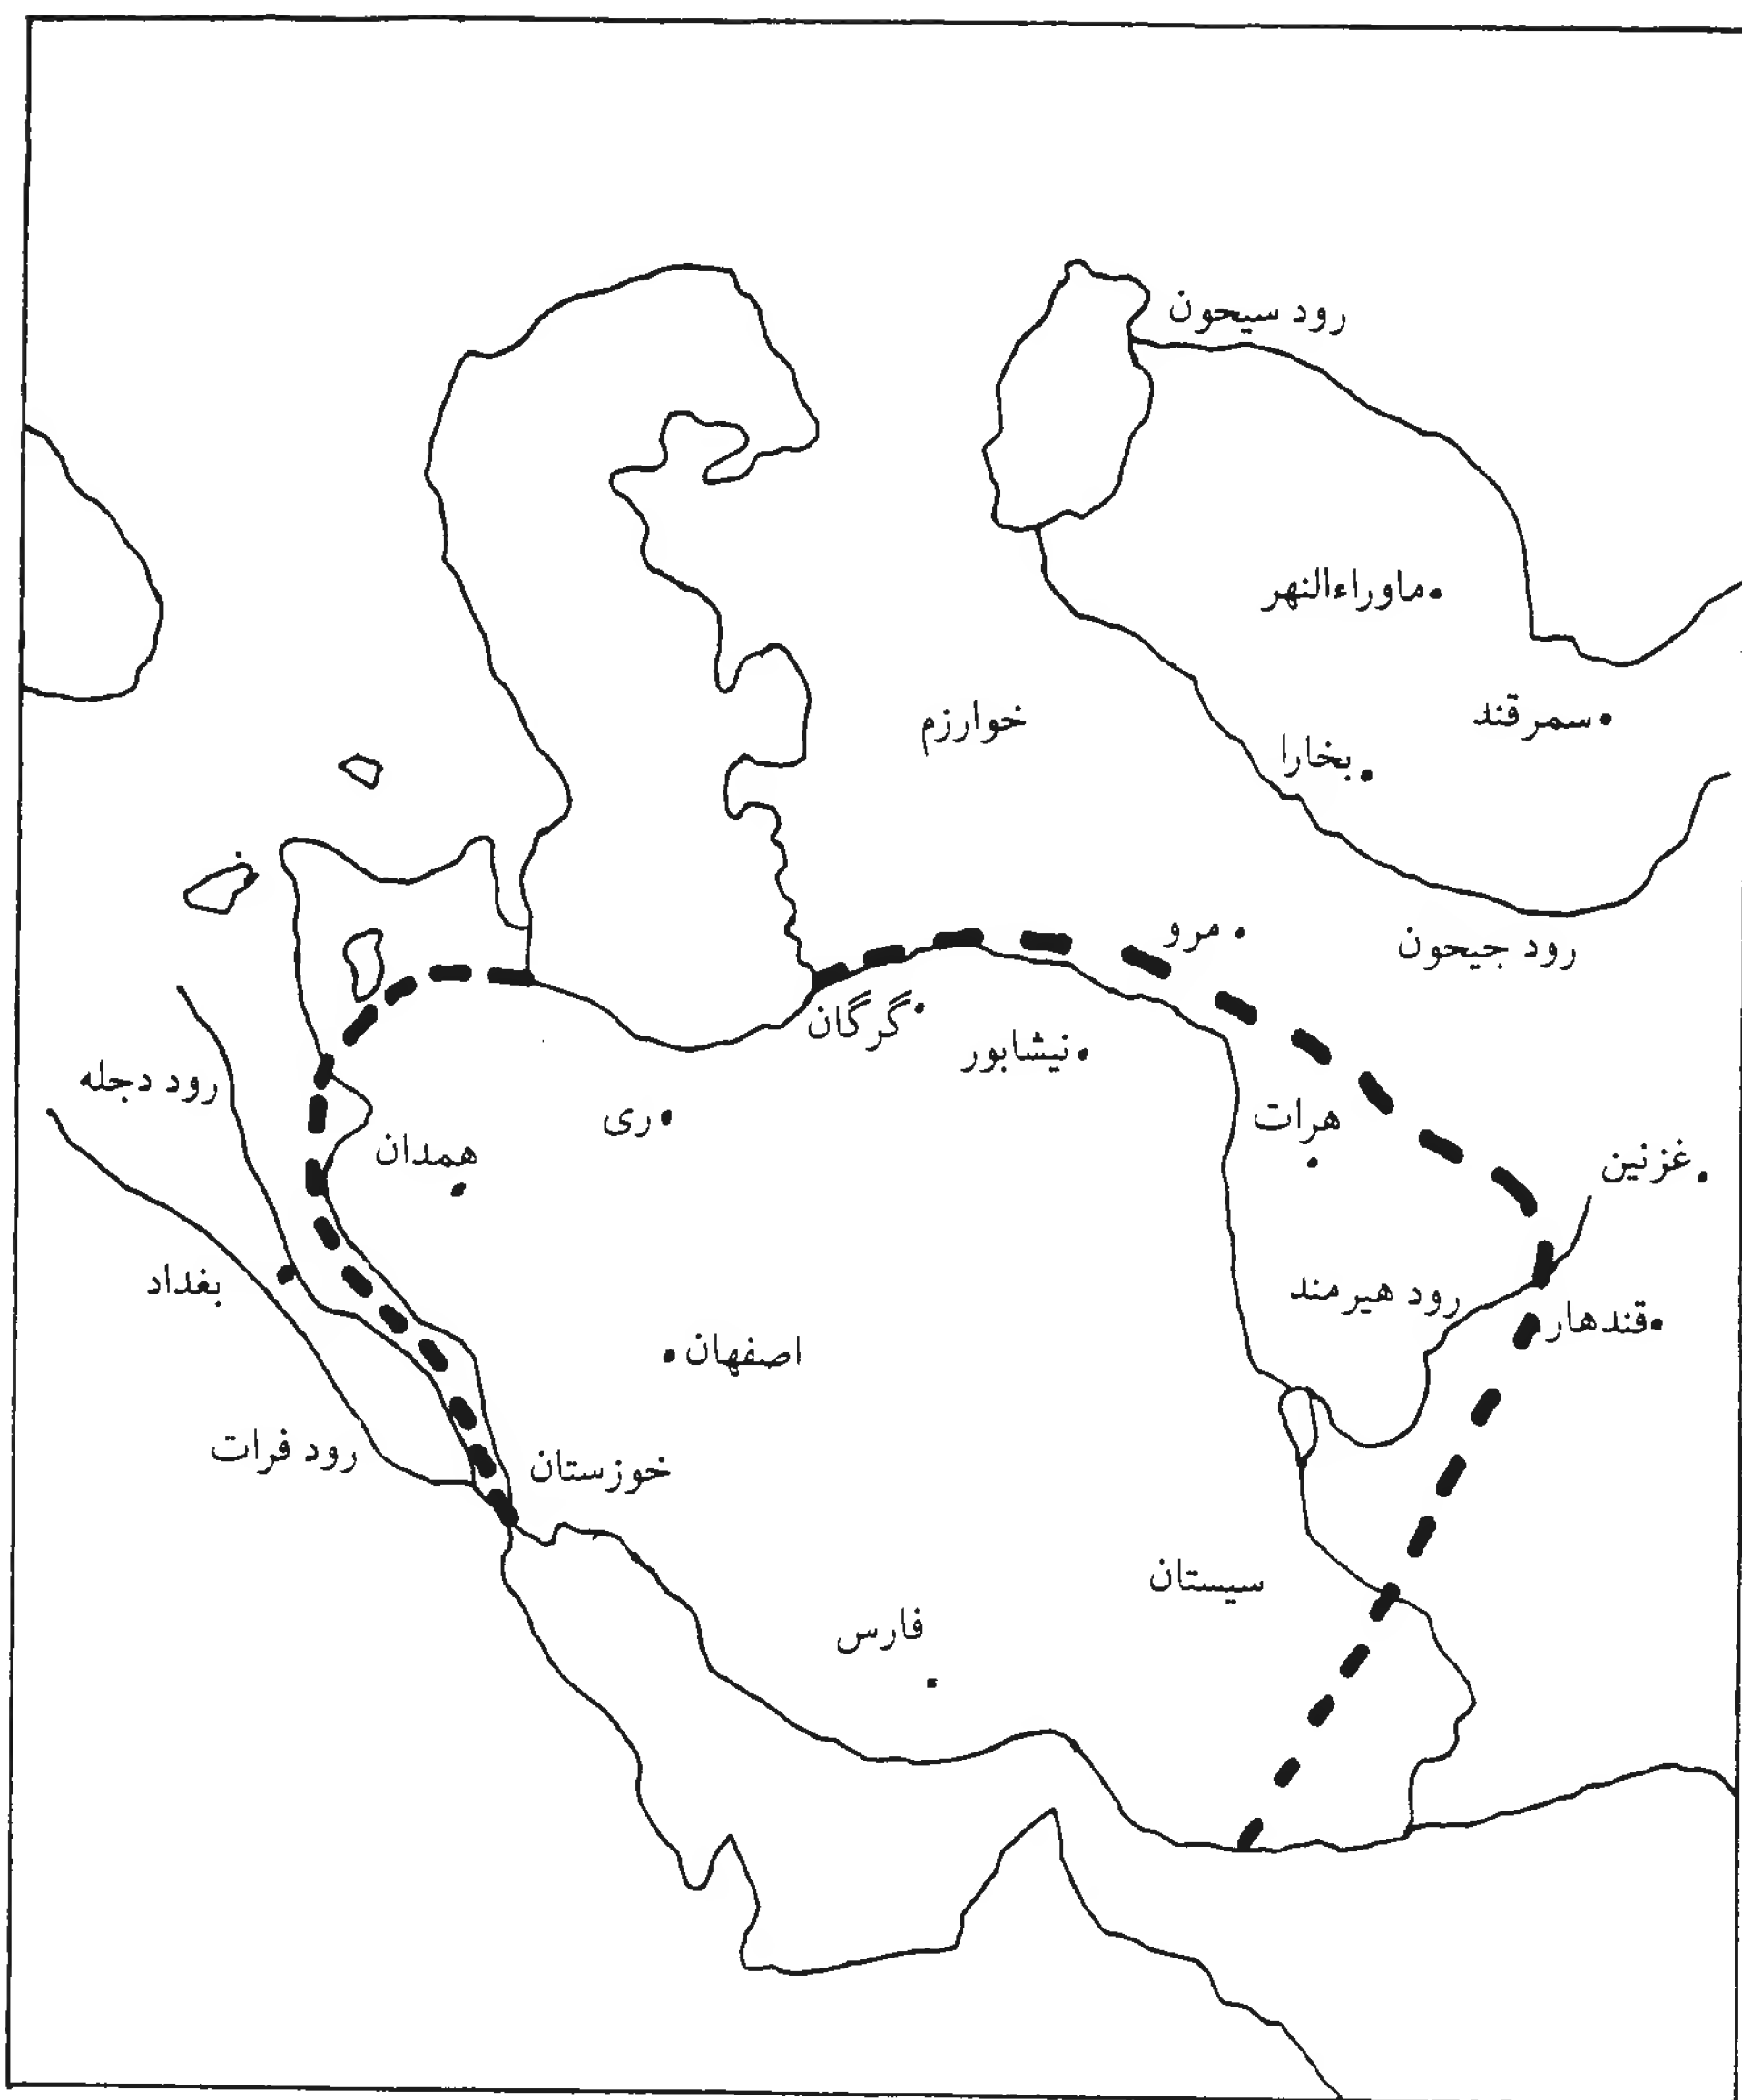 رود سیحون
ماوراءالنهر
سمرقند
خوارزم
بخارا
مرو
رود جیحون
گرگان
نیشابور
رود دجله
ری
هرات
همدان
غزنین
بغداد
رود هیرمند
قندهار
اصفهان
رود فرات
خوزستان
سیستان
فارس